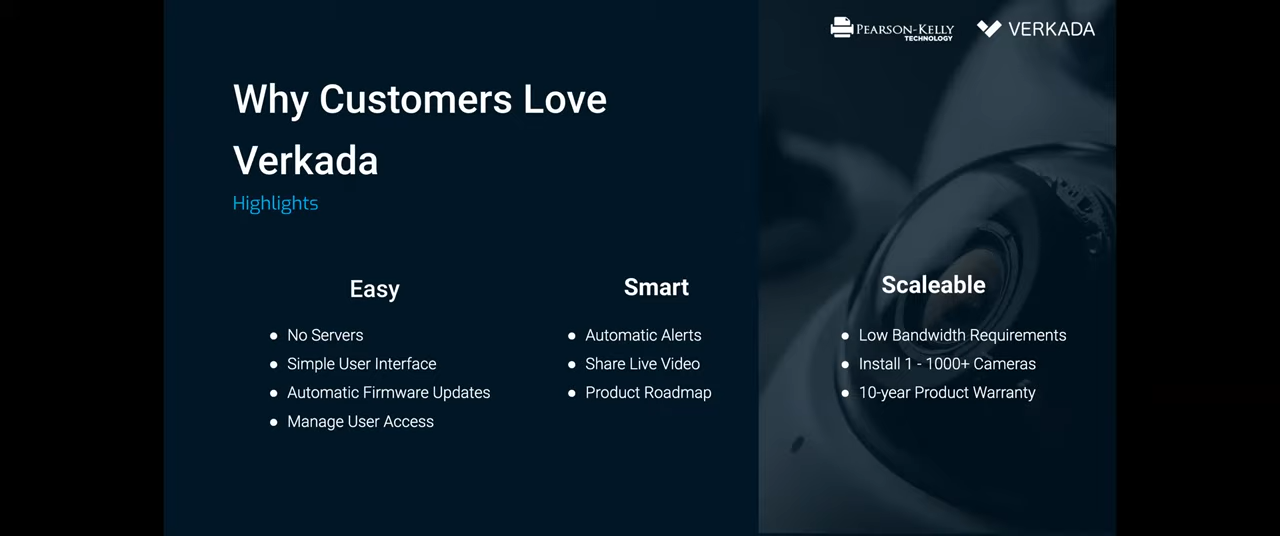 PEARSON-KELLY
TECHNOLOGY
VERKADA
Why Customers Love
Verkada
Highlights
Easy
No Servers
Simple User Interface
Automatic Firmware Updates
Manage User Access
Smart
Automatic Alerts
Share Live Video
Product Roadmap
Scaleable
Low Bandwidth Requirements
Install 1 - 1000+ Cameras
10-year Product Warranty